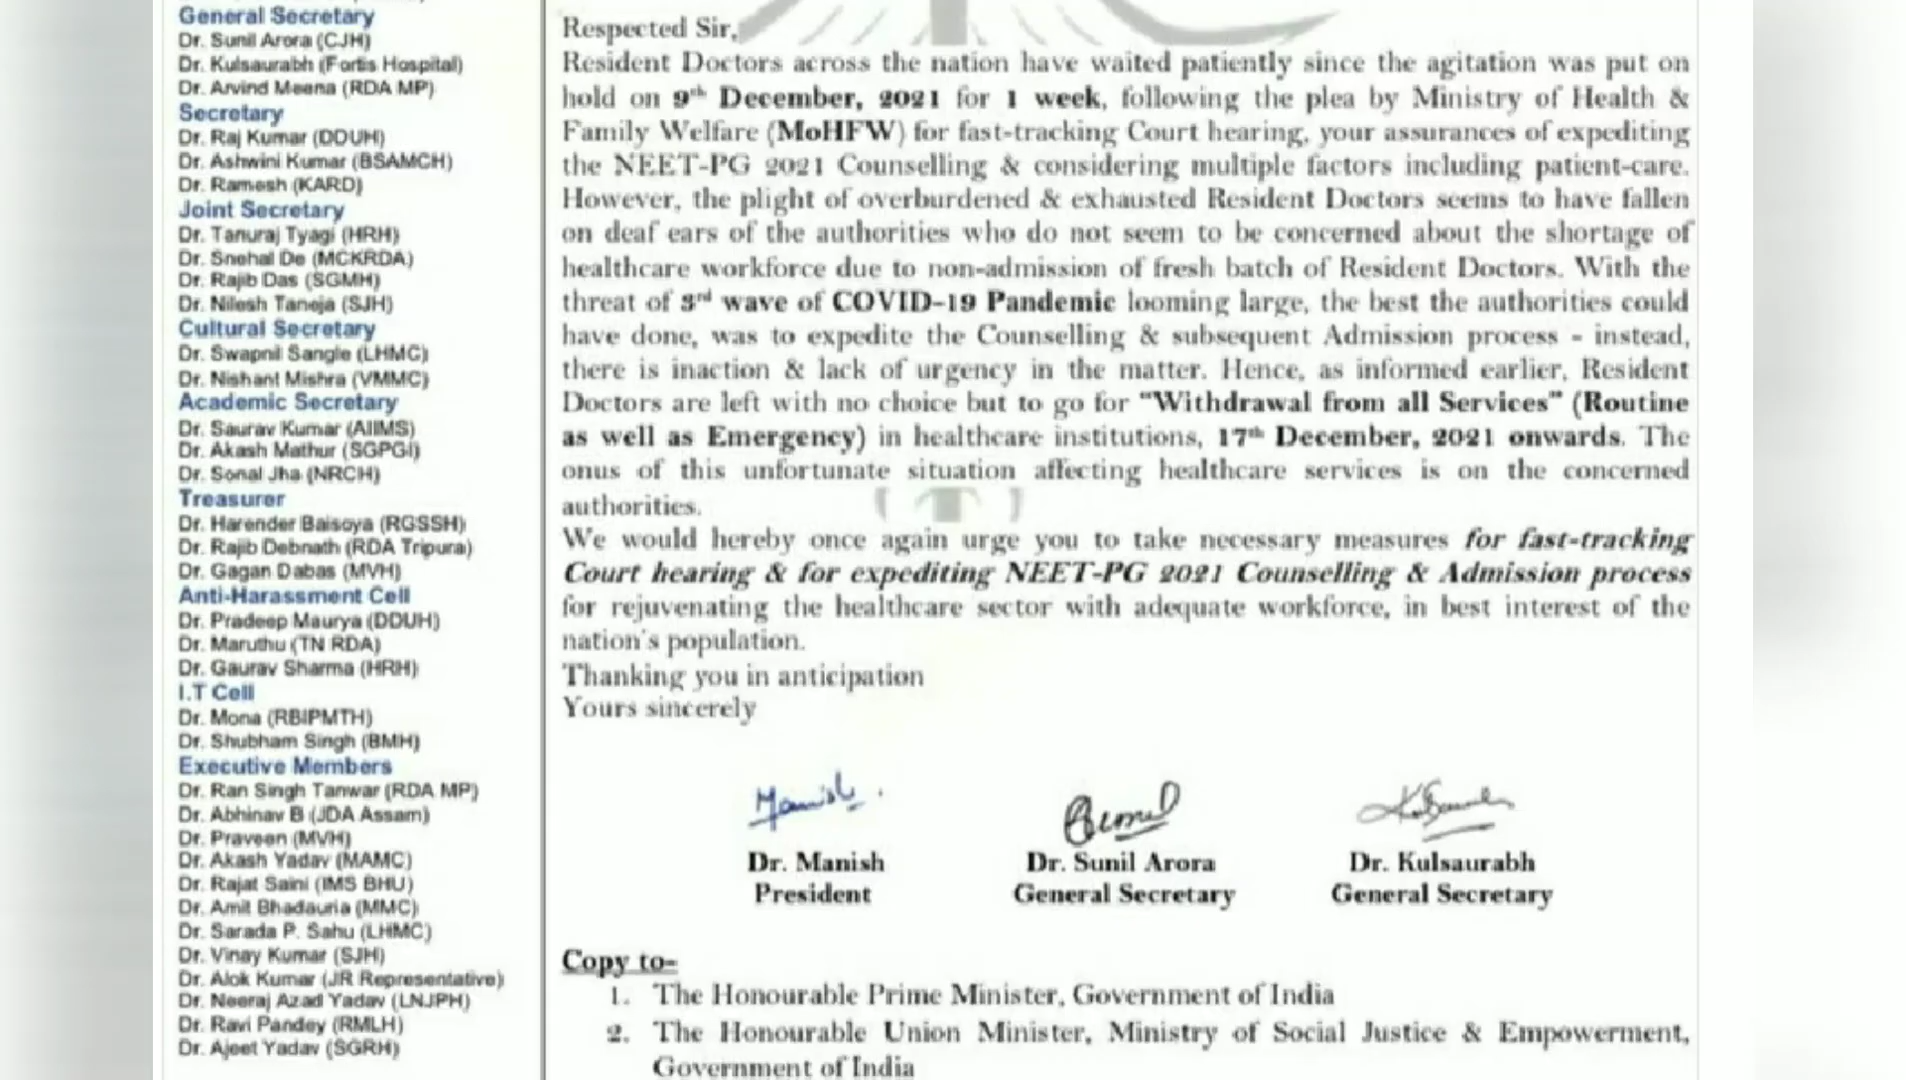 General Secretary
Dr. Sunil Arora (CJH)
Dr. Kulsaurabh (Fortis Hospital)
Dr. Arvind Meena (RDA MP)
Secretary
Dr. Raj Kumar (DDUH)
Dr. Ashwini Kumar (BSAMCH)
Dr. Ramesh (KARD)
Joint Secretary
Dr. Tanuraj Tyagi (HRH)
Dr. Snehal De (MCKRDA)
Dr. Rajib Das (SGMH)
Dr. Nilesh Taneja (SJH)
Cultural Secretary
Dr. Swapnil Sangle (LHMC)
Dr. Nishant Mishra (VMMC)
Academic Secretary
Dr. Saurav Kumar (AIIMS)
Dr. Akash Mathur (SGPGI)
Dr. Sonal Jha (NRCH)
Treasurer
Dr. Harender Baisoya (RGSSH)
Dr. Rajib Debnath (RDA Tripura)
Dr. Gagan Dabas (MVH)
Anti-Harassment Cell
Dr. Pradeep Maurya (DDUH)
Dr. Maruthu (TN RDA)
Dr. Gaurav Sharma (HRH)
I.T Cell
Dr. Mona (RBIPMTH)
Dr. Shubham Singh (BMH)
Executive Members
Dr. Ran Singh Tanwar (RDA MP)
Dr. Abhinav B (JDA Assam)
Dr. Praveen (MVH)
Dr. Akash Yadav (MAMC)
Dr. Rajat Saini (IMS BHU)
Dr. Amit Bhadauria (MMC)
Dr. Sarada P. Sahu (LHMC)
Dr. Vinay Kumar (SJH)
Dr. Alok Kumar (JR Representative)
Dr. Neeraj Azad Yadav (LNJPH)
Dr. Ravi Pandey (RMLH)
Dr. Ajeet Yadav (SGRH)
Respected Sir,
Resident Doctors across the nation have waited patiently since the agitation was put on
hold on 9th December, 2021 for 1 week, following the plea by Ministry of Health &
Family Welfare (MoHFW) for fast-tracking Court hearing, your assurances of expediting
the NEET-PG 2021 Counselling & considering multiple factors including patient-care.
However, the plight of overburdened & exhausted Resident Doctors seems to have fallen
on deaf ears of the authorities who do not seem to be concerned about the shortage of
healthcare workforce due to non-admission of fresh batch of Resident Doctors. With the
threat of 3rd wave of COVID-19 Pandemic looming large, the best the authorities could
have done, was to expedite the Counselling & subsequent Admission process - instead,
there is inaction & lack of urgency in the matter. Hence, as informed earlier, Resident
Doctors are left with no choice but to go for "Withdrawal from all Services" (Routine
as well as Emergency) in healthcare institutions, 17th December, 2021 onwards. The
onus of this unfortunate situation affecting healthcare services is on the concerned
authorities.
We would hereby once again urge you to take necessary measures for fast-tracking
Court hearing & for expediting NEET-PG 2021 Counselling & Admission process
for rejuvenating the healthcare sector with adequate workforce, in best interest of the
nation's population.
Thanking you in anticipation
Yours sincerely
Manish
Dr. Manish
President
Dr. Sunil Arora
General Secretary
Dr. Kulsaurabh
General Secretary
Copy to-
1. The Honourable Prime Minister, Government of India
2. The Honourable Union Minister, Ministry of Social Justice & Empowerment,
Government of India